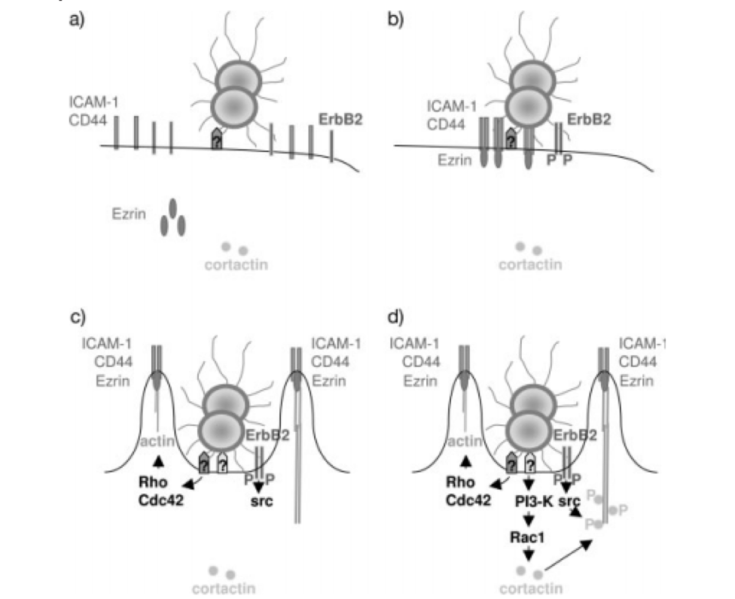 a)
ICAM-1
CD44
ErbB2
?
Ezrin
cortactin
b)
ICAM-1
CD44
ErbB2
?
Ezrin
P P
cortactin
c)
ICAM-1
CD44
Ezrin
ICAM-1
CD44
Ezrin
actin
ErbB2
? ?
P P
Rho
Cdc42
src
cortactin
d)
ICAM-1
CD44
Ezrin
ICAM-1
CD44
Ezrin
actin
ErbB2
? ?
P P
Rho
Cdc42
PI3-K src
P
P
P
Rac1
cortactin